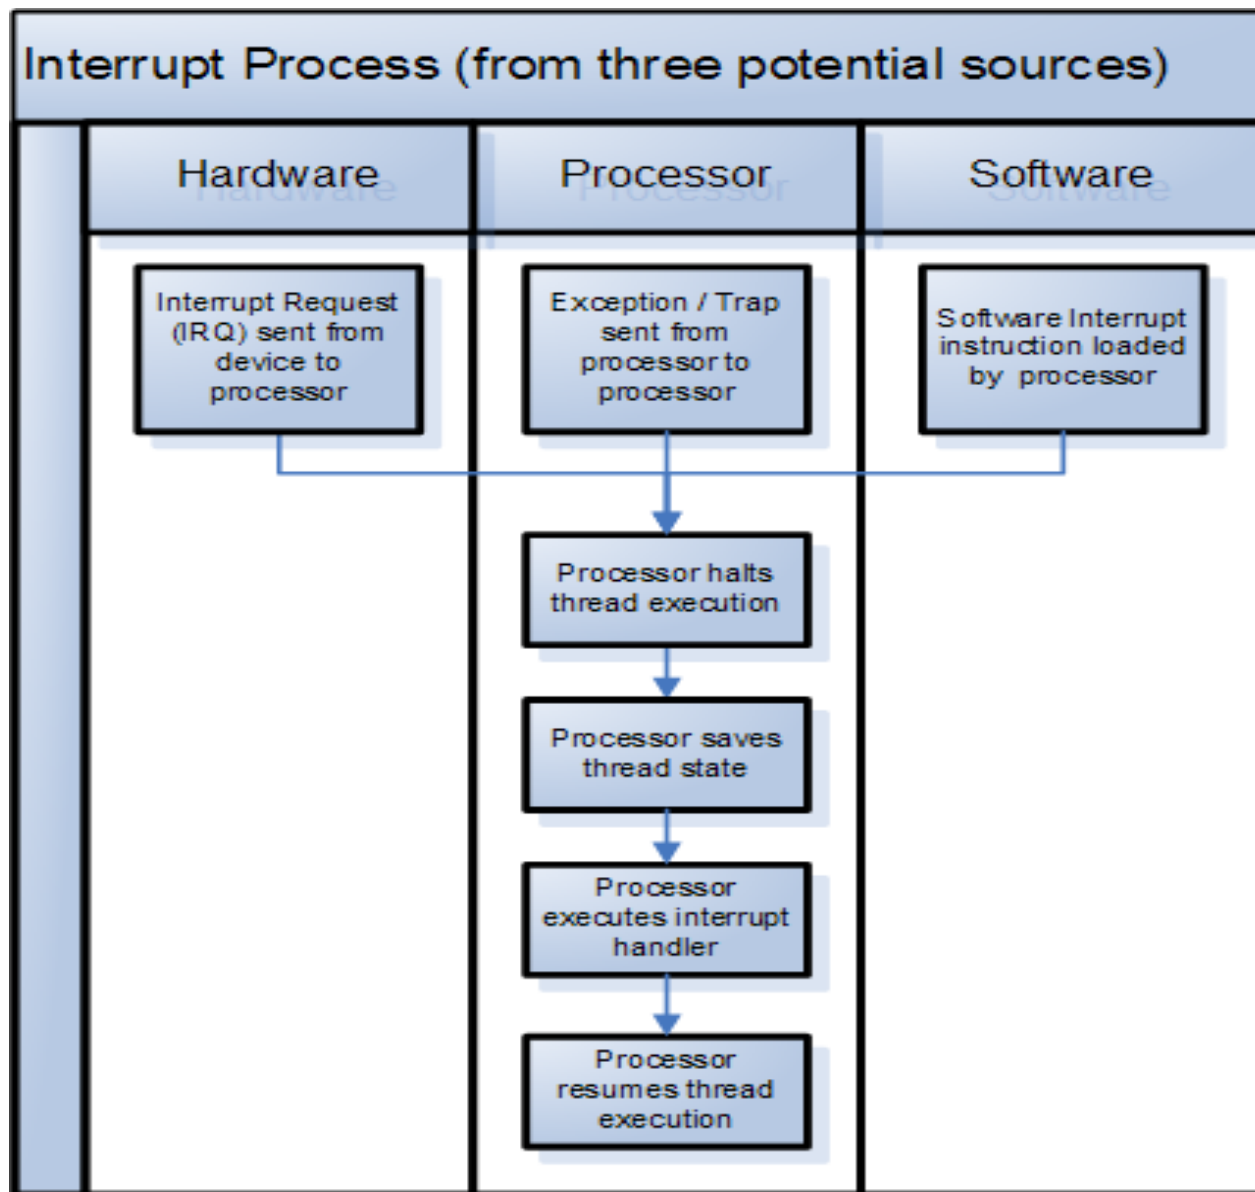 Interrupt Process (from three potential sources)
Hardware
Processor
Software
Interrupt Request
(IRQ) sent from
device to
processor
Exception / Trap
sent from
processor to
processor
Software Interrupt
instruction loaded
by processor
Processor halts
thread execution
Processor saves
thread state
Processor
executes interrupt
handler
Processor
resumes thread
execution